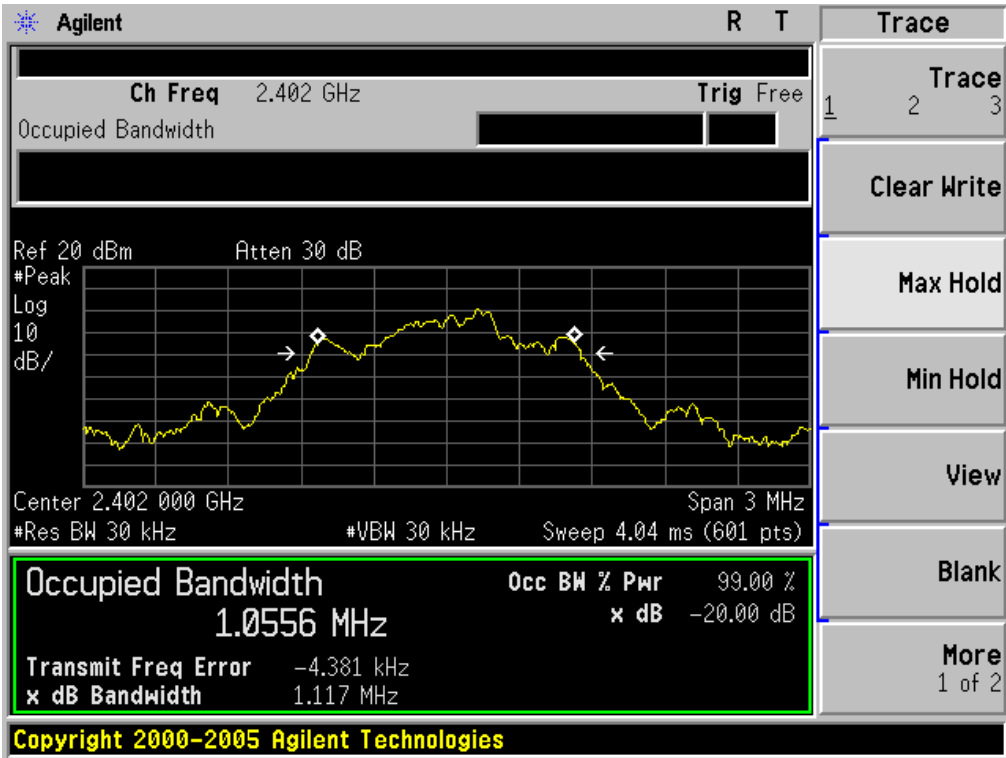 Agilent R T Trace
Ch Freq 2.402 GHz Trig Free
Occupied Bandwidth
Trace
1 2 3
Clear Write
Max Hold
Min Hold
View
Blank
More
1 of 2
Ref 20 dBm Atten 30 dB
#Peak
Log
10
dB/
Center 2.402 000 GHz Span 3 MHz
#Res BW 30 kHz #VBW 30 kHz Sweep 4.04 ms (601 pts)
Occupied Bandwidth Occ BW % Pwr 99.00 %
1.0556 MHz x dB -20.00 dB
Transmit Freq Error -4.381 kHz
x dB Bandwidth 1.117 MHz
Copyright 2000-2005 Agilent Technologies